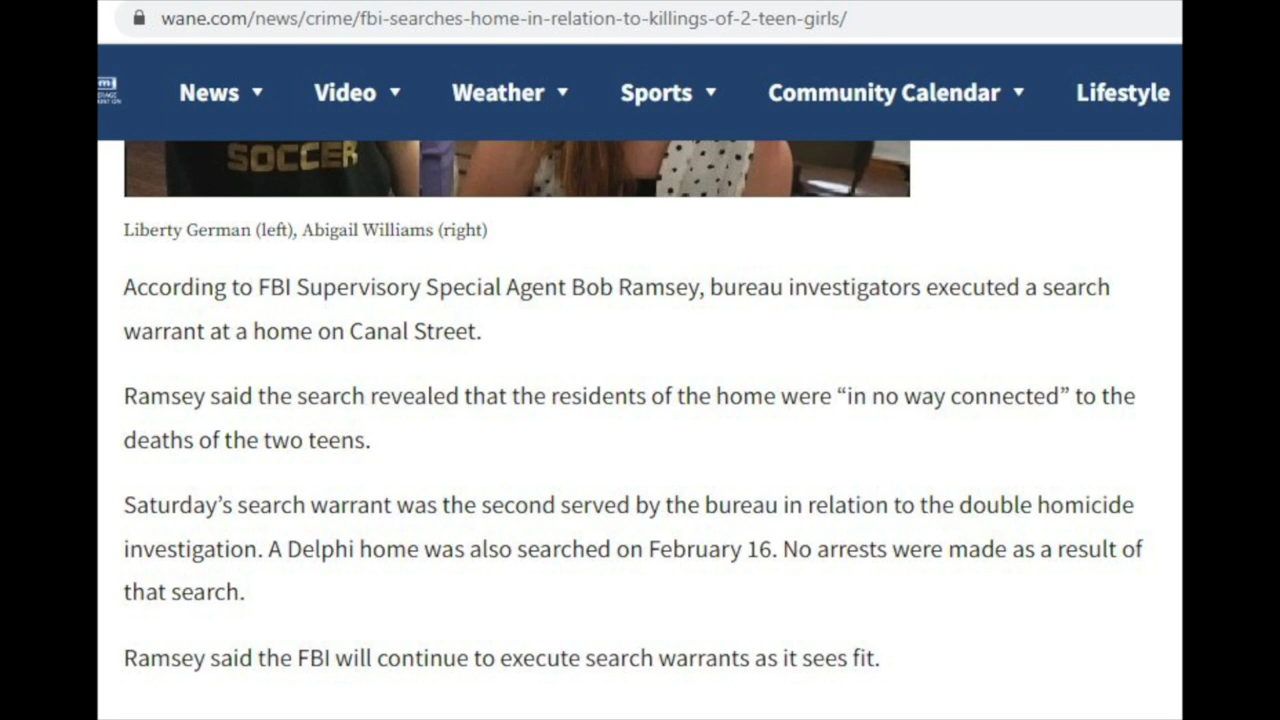 wane.com/news/crime/fbi-searches-home-in-relation-to-killings-of-2-teen-girls/
News Video Weather Sports Community Calendar Lifestyle
SOCCER
Liberty German (left), Abigail Williams (right)
According to FBI Supervisory Special Agent Bob Ramsey, bureau investigators executed a search
warrant at a home on Canal Street.
Ramsey said the search revealed that the residents of the home were “in no way connected” to the
deaths of the two teens.
Saturday’s search warrant was the second served by the bureau in relation to the double homicide
investigation. A Delphi home was also searched on February 16. No arrests were made as a result of
that search.
Ramsey said the FBI will continue to execute search warrants as it sees fit.